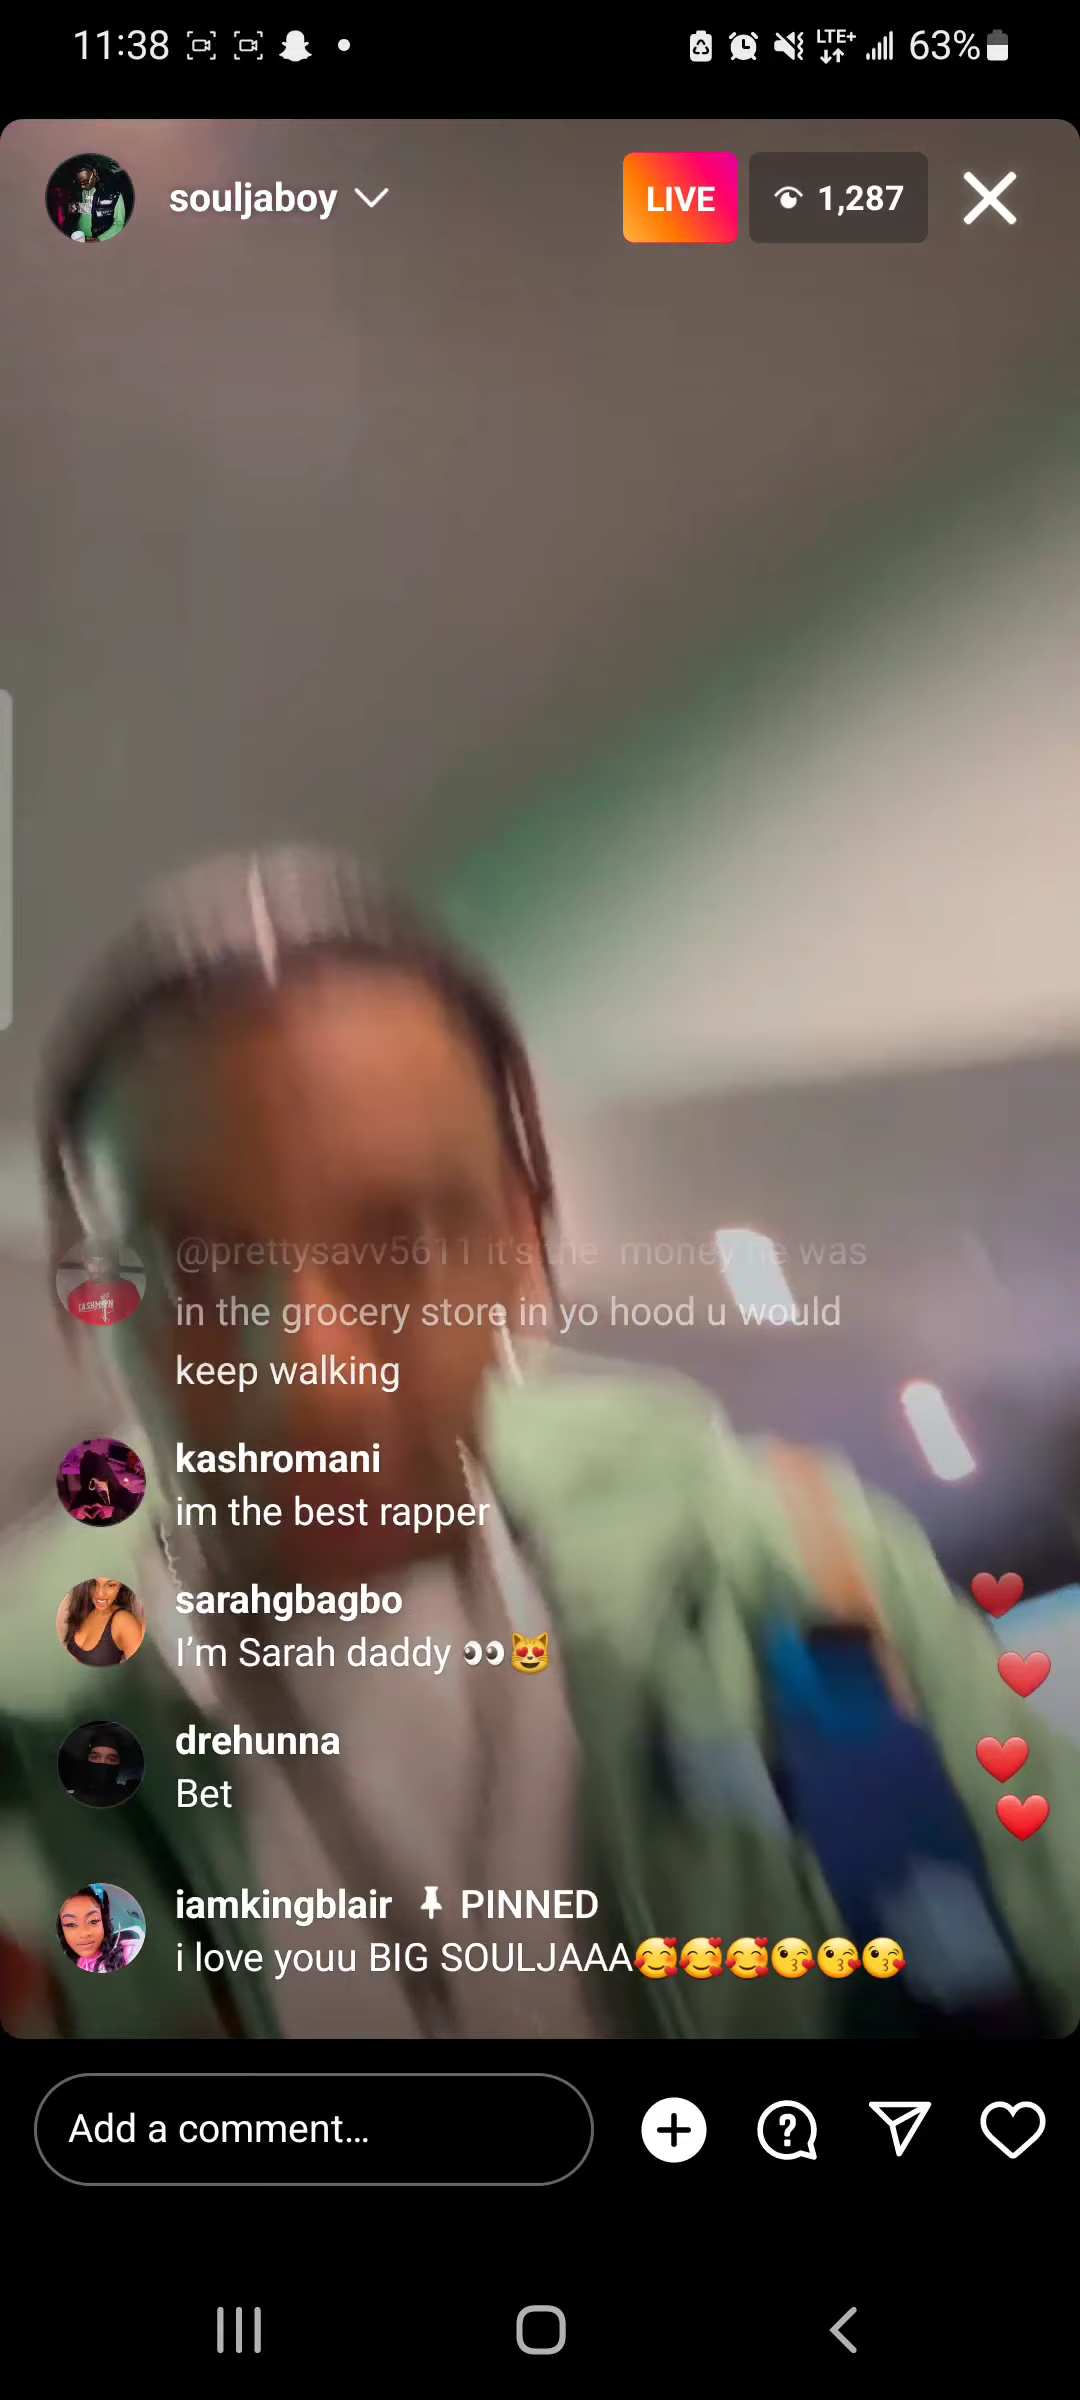 11:38
LTE+
63%
souljaboy
LIVE
1,287
@prettysavv5611 it's the money he was
in the grocery store in yo hood u would
keep walking
kashromani
im the best rapper
sarahgbagbo
I'm Sarah daddy 👀😻
drehunna
Bet
iamkingblair 📌 PINNED
i love youu BIG SOULJAAA🥰🥰🥰😘😘😘
Add a comment...